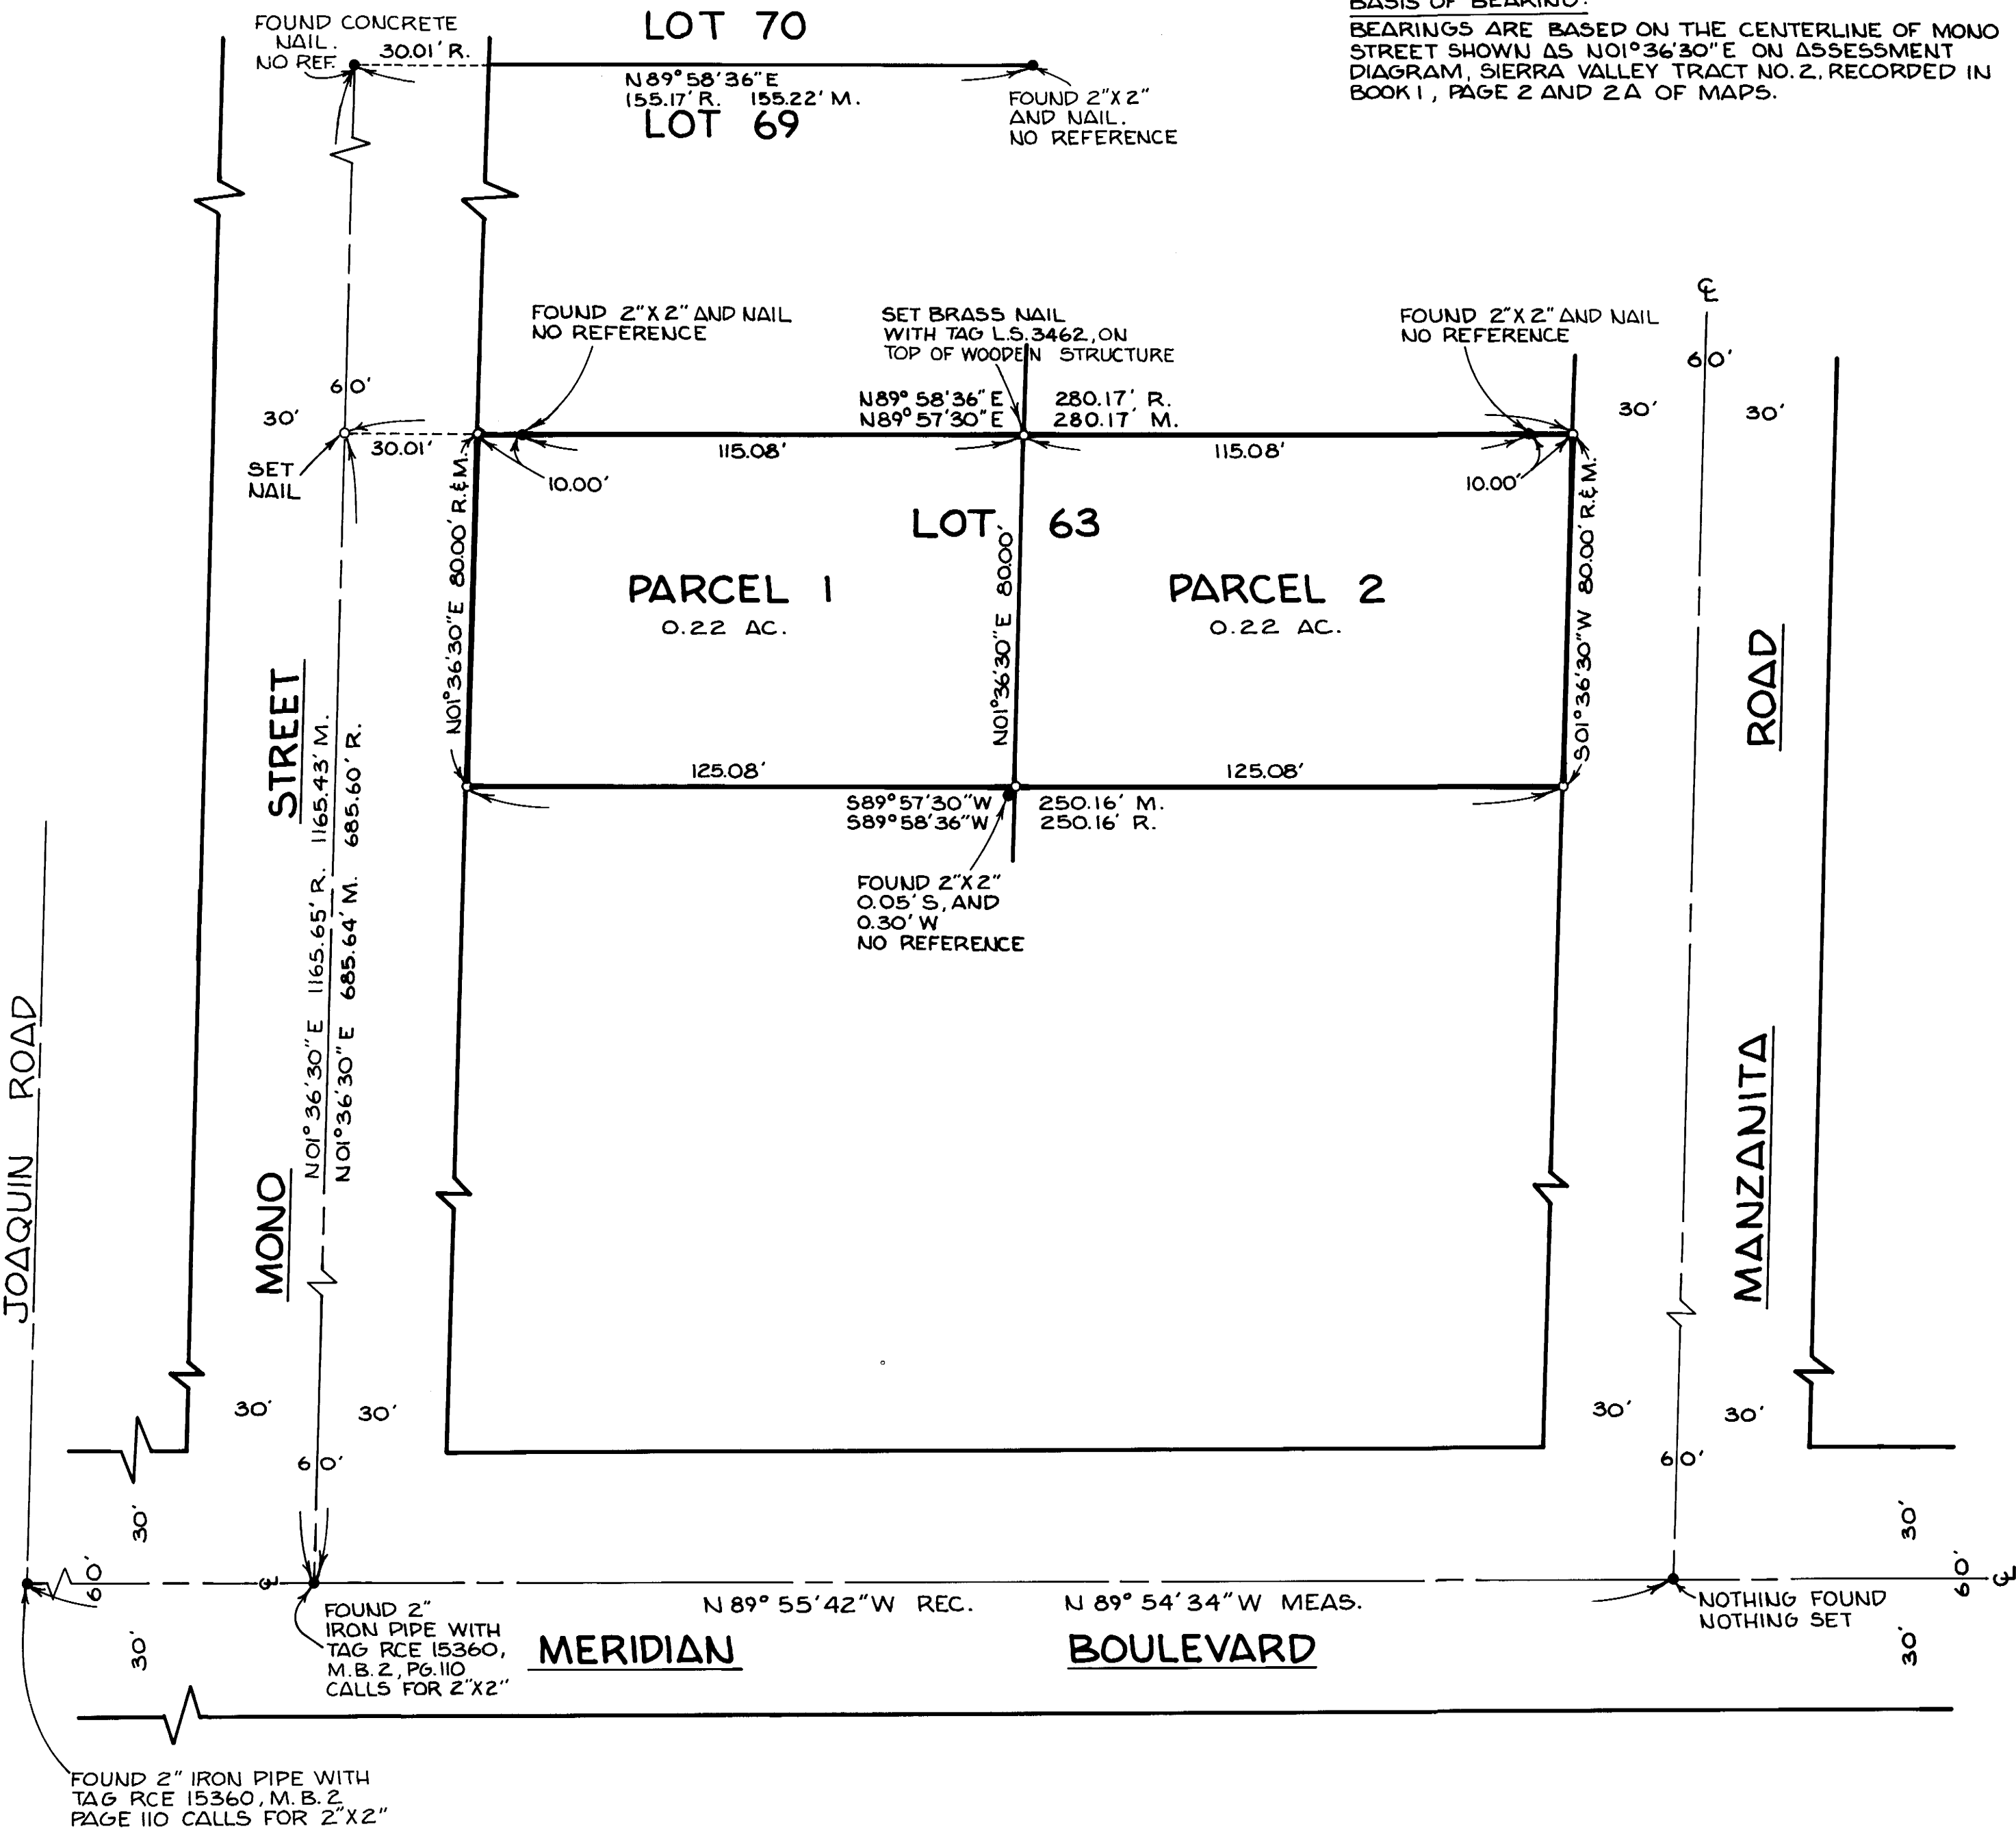 BASIS OF BEARING:
BEARINGS ARE BASED ON THE CENTERLINE OF MONO
STREET SHOWN AS N01°36'30"E ON ASSESSMENT
DIAGRAM, SIERRA VALLEY TRACT NO. 2, RECORDED IN
BOOK 1, PAGE 2 AND 2A OF MAPS.
FOUND CONCRETE
NAIL.
NO REF.
30.01' R.
LOT 70
N89°58'36"E
155.17' R. 155.22' M.
LOT 69
FOUND 2"X2"
AND NAIL.
NO REFERENCE
FOUND 2"X2" AND NAIL
NO REFERENCE
SET BRASS NAIL
WITH TAG L.S. 3462, ON
TOP OF WOODEN STRUCTURE
FOUND 2"X2" AND NAIL
NO REFERENCE
℄
60'
60'
30'
30'
30'
N89°58'36"E 280.17' R.
N89°57'30"E 280.17' M.
30.01'
115.08'
115.08'
SET
NAIL
10.00'
10.00'
LOT 63
N01°36'30"E 80.00' R.&M.
N01°36'30"E 80.00'
S01°36'30"W 80.00' R.&M.
PARCEL 1
0.22 AC.
PARCEL 2
0.22 AC.
125.08'
125.08'
S89°57'30"W 250.16' M.
S89°58'36"W 250.16' R.
FOUND 2"X2"
0.05' S, AND
0.30' W
NO REFERENCE
JOAQUIN ROAD
MONO STREET
N01°36'30"E 1165.65' R. 1165.43' M.
N01°36'30"E 685.64' M. 685.60' R.
MANZANITA ROAD
30'
30'
30'
30'
60'
60'
30'
30'
60'
℄
60'
℄
30'
30'
N 89°55'42"W REC. N 89°54'34"W MEAS.
NOTHING FOUND
NOTHING SET
FOUND 2"
IRON PIPE WITH
TAG RCE 15360,
M.B.2, PG.110
CALLS FOR 2"X2"
MERIDIAN BOULEVARD
FOUND 2" IRON PIPE WITH
TAG RCE 15360, M.B.2
PAGE 110 CALLS FOR 2"X2"